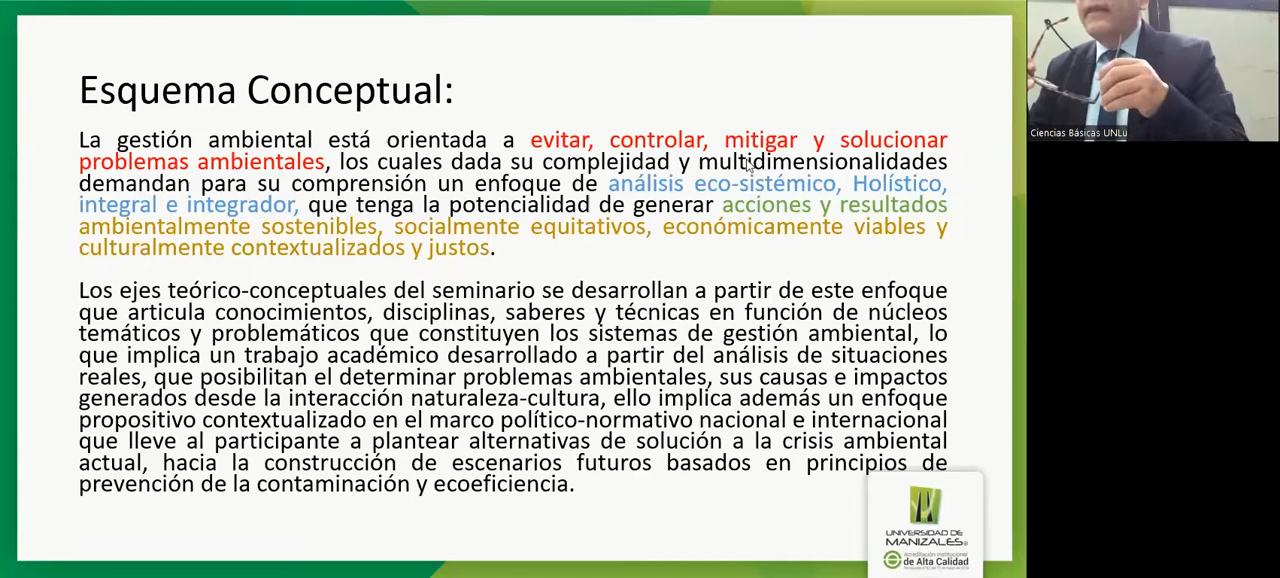 Esquema Conceptual:
La gestión ambiental está orientada a evitar, controlar, mitigar y solucionar
problemas ambientales, los cuales dada su complejidad y multidimensionalidades
demandan para su comprensión un enfoque de análisis eco-sistémico, Holístico,
integral e integrador, que tenga la potencialidad de generar acciones y resultados
ambientalmente sostenibles, socialmente equitativos, económicamente viables y
culturalmente contextualizados y justos.
Los ejes teórico-conceptuales del seminario se desarrollan a partir de este enfoque
que articula conocimientos, disciplinas, saberes y técnicas en función de núcleos
temáticos y problemáticos que constituyen los sistemas de gestión ambiental, lo
que implica un trabajo académico desarrollado a partir del análisis de situaciones
reales, que posibilitan el determinar problemas ambientales, sus causas e impactos
generados desde la interacción naturaleza-cultura, ello implica además un enfoque
propositivo contextualizado en el marco político-normativo nacional e internacional
que lleve al participante a plantear alternativas de solución a la crisis ambiental
actual, hacia la construcción de escenarios futuros basados en principios de
prevención de la contaminación y ecoeficiencia.
UNIVERSIDAD DE
MANIZALES®
Acreditación institucional
de Alta Calidad
Ciencias Básicas UNLu